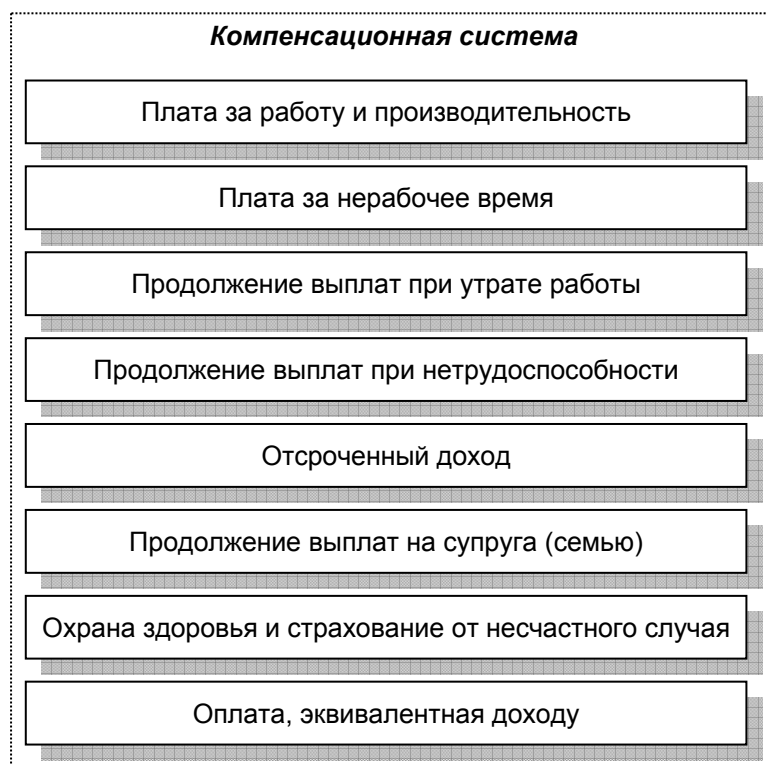 Компенсационная система
Плата за работу и производительность
Плата за нерабочее время
Продолжение выплат при утрате работы
Продолжение выплат при нетрудоспособности
Отсроченный доход
Продолжение выплат на супруга (семью)
Охрана здоровья и страхование от несчастного случая
Оплата, эквивалентная доходу